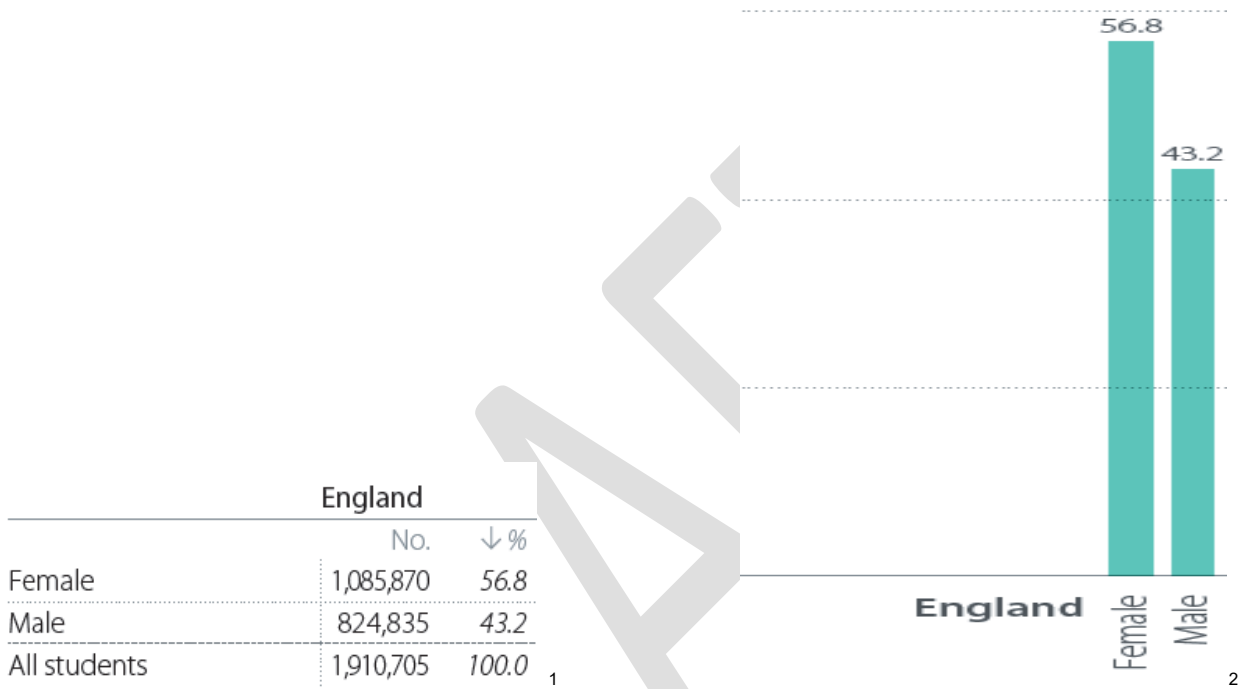 England
No. ↓ %
Female 1,085,870 56.8
Male 824,835 43.2
All students 1,910,705 100.0
1
56.8
43.2
England
Female
Male
2